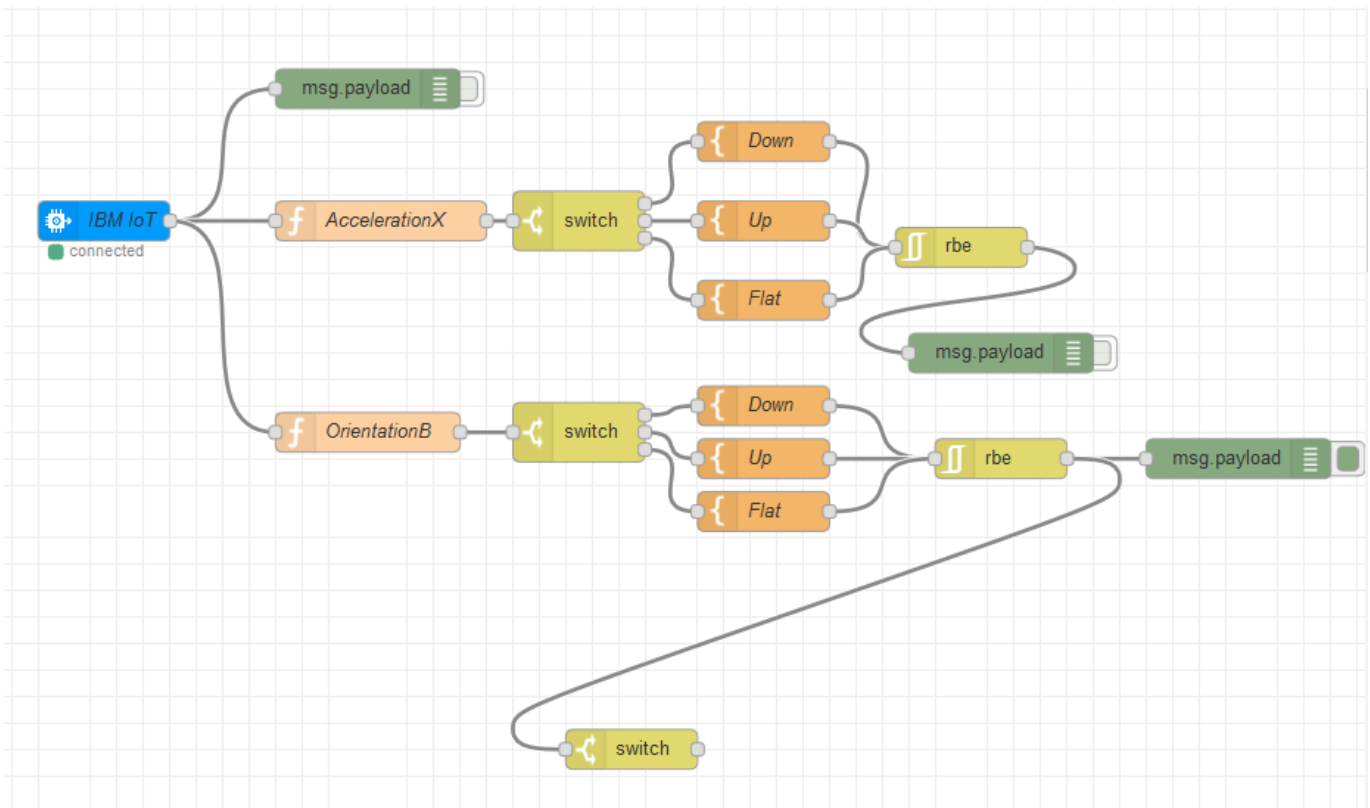 msg.payload
Down
IBM IoT
AccelerationX
switch
Up
rbe
connected
Flat
msg.payload
Down
OrientationB
switch
Up
rbe
msg.payload
Flat
switch